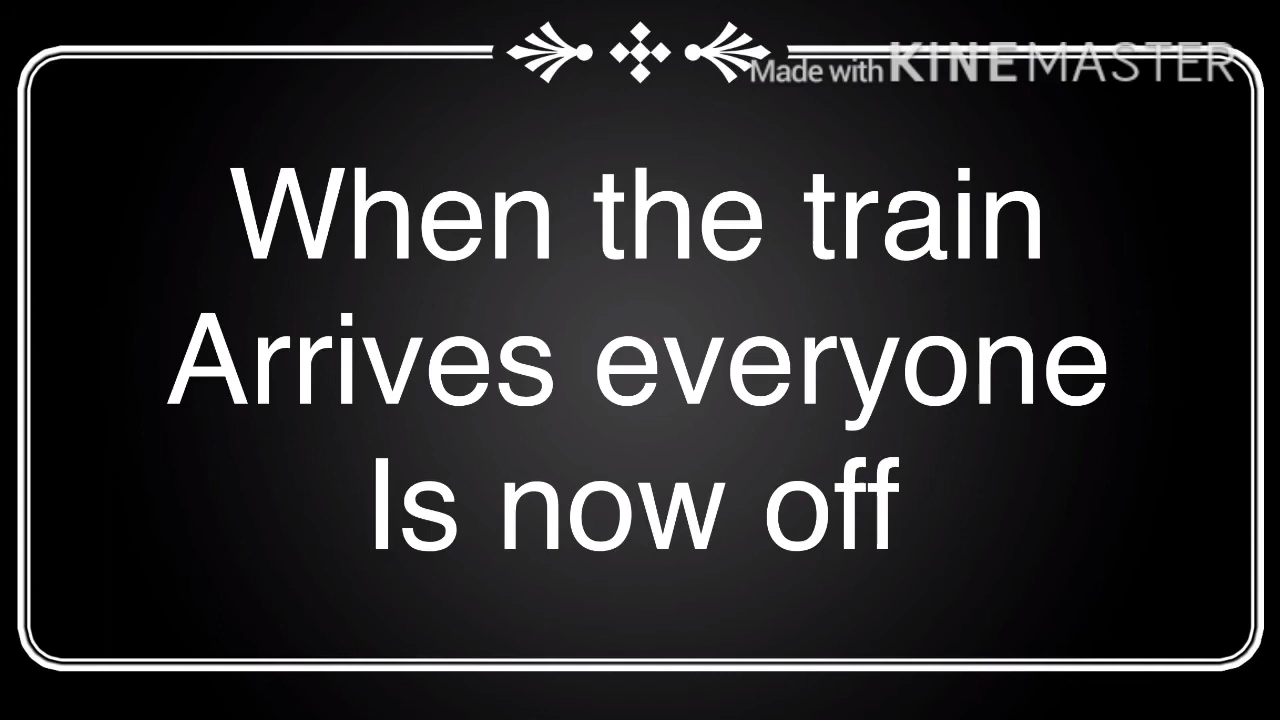 Made with KINEMASTER
When the train
Arrives everyone
Is now off